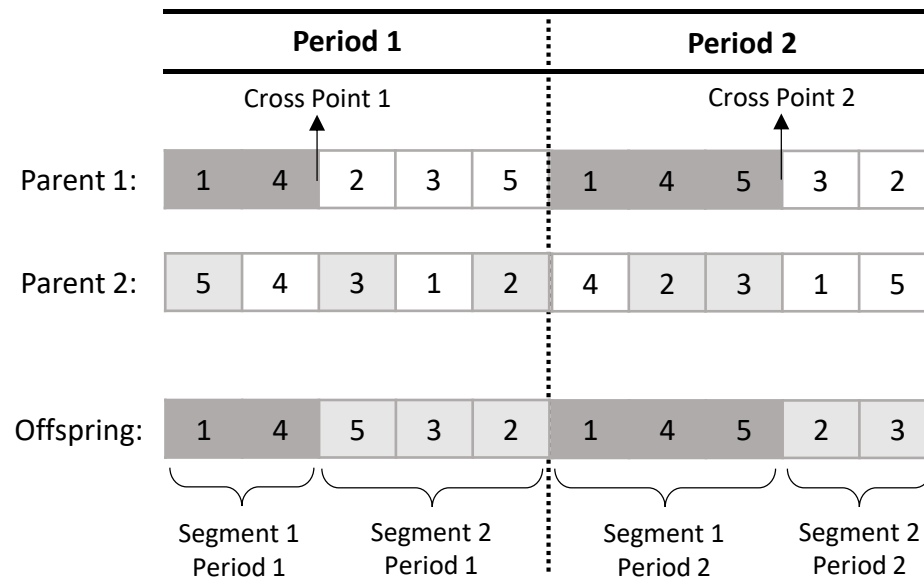 Period 1 Period 2
Cross Point 1 Cross Point 2
Parent 1: 1 4 2 3 5 1 4 5 3 2
Parent 2: 5 4 3 1 2 4 2 3 1 5
Offspring: 1 4 5 3 2 1 4 5 2 3
Segment 1 Segment 2 Segment 1 Segment 2
Period 1 Period 1 Period 2 Period 2